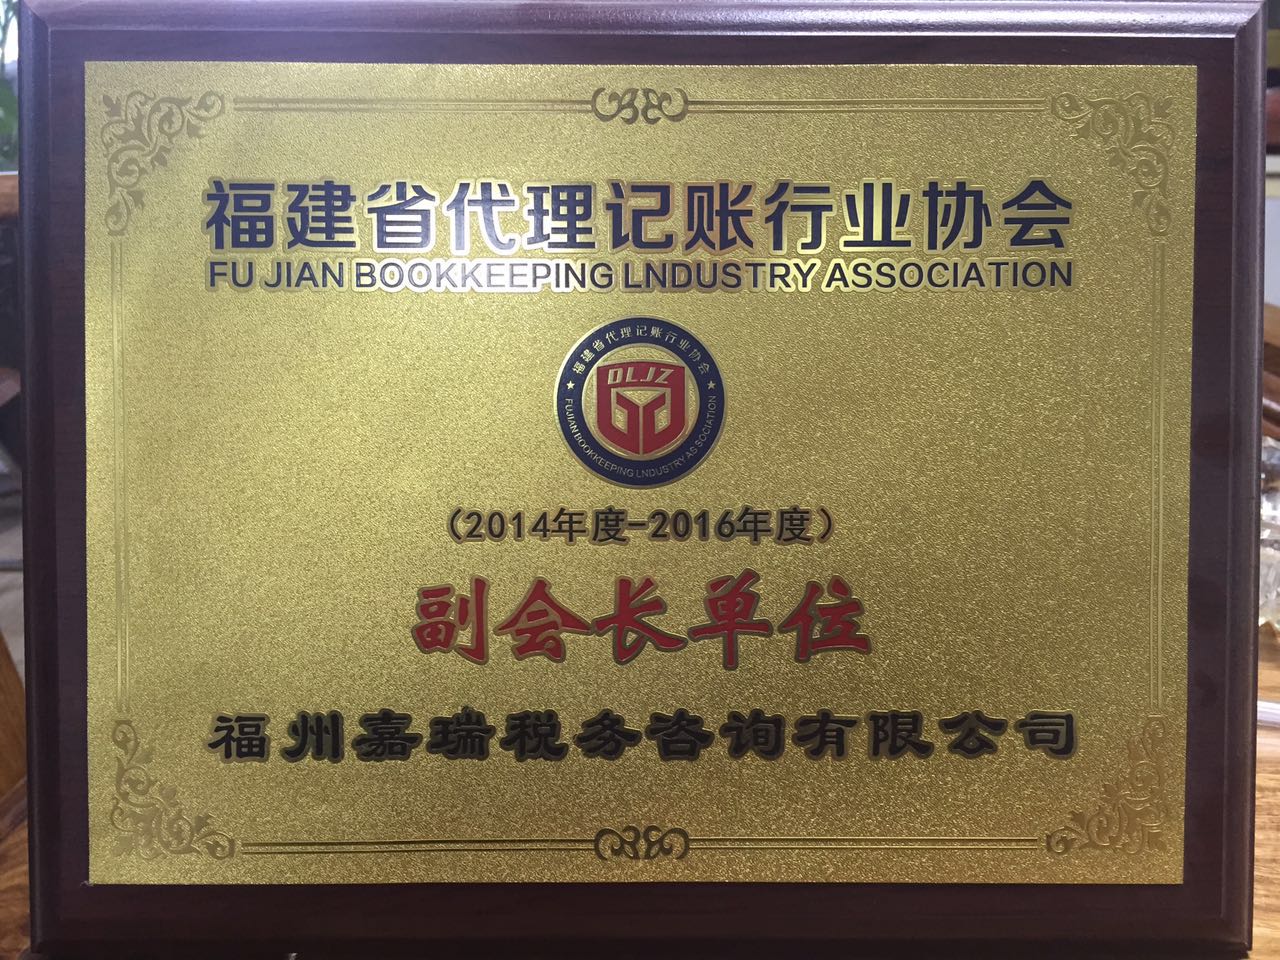 福建省代理记账行业协会
FU JIAN BOOKKEEPING LNDUSTRY ASSOCIATION
福建省代理记账行业协会
DLJZ
FUJIAN BOOKKEEPING LNDUSTRY ASSOCIATION
（2014年度-2016年度）
副会长单位
福州嘉瑞税务咨询有限公司